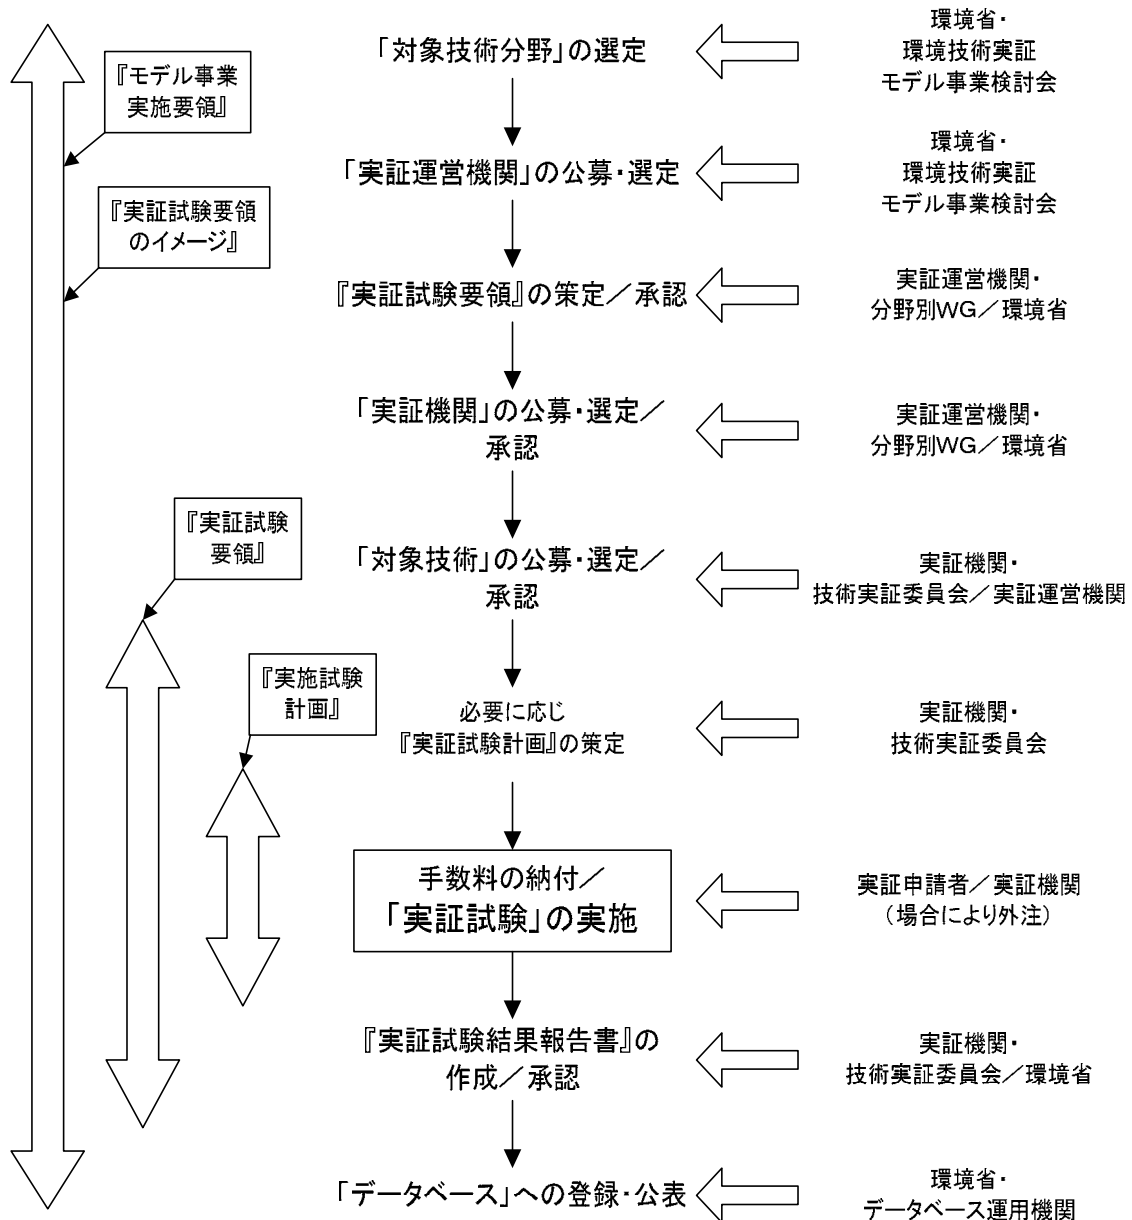 「対象技術分野」の選定
環境省・
環境技術実証
モデル事業検討会
『モデル事業
実施要領』
「実証運営機関」の公募・選定
環境省・
環境技術実証
モデル事業検討会
『実証試験要領
のイメージ』
『実証試験要領』の策定／承認
実証運営機関・
分野別WG／環境省
「実証機関」の公募・選定／
承認
実証運営機関・
分野別WG／環境省
『実証試験
要領』
「対象技術」の公募・選定／
承認
実証機関・
技術実証委員会／実証運営機関
『実施試験
計画』
必要に応じ
『実証試験計画』の策定
実証機関・
技術実証委員会
手数料の納付／
「実証試験」の実施
実証申請者／実証機関
（場合により外注）
『実証試験結果報告書』の
作成／承認
実証機関・
技術実証委員会／環境省
「データベース」への登録・公表
環境省・
データベース運用機関